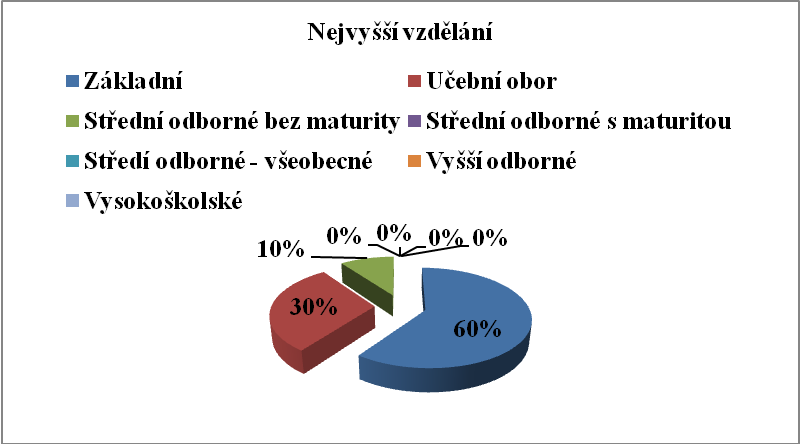 Nejvyšší vzdělání
Základní
Učební obor
Střední odborné bez maturity
Střední odborné s maturitou
Středí odborné - všeobecné
Vyšší odborné
Vysokoškolské
10%
0%
0%
0%
0%
30%
60%